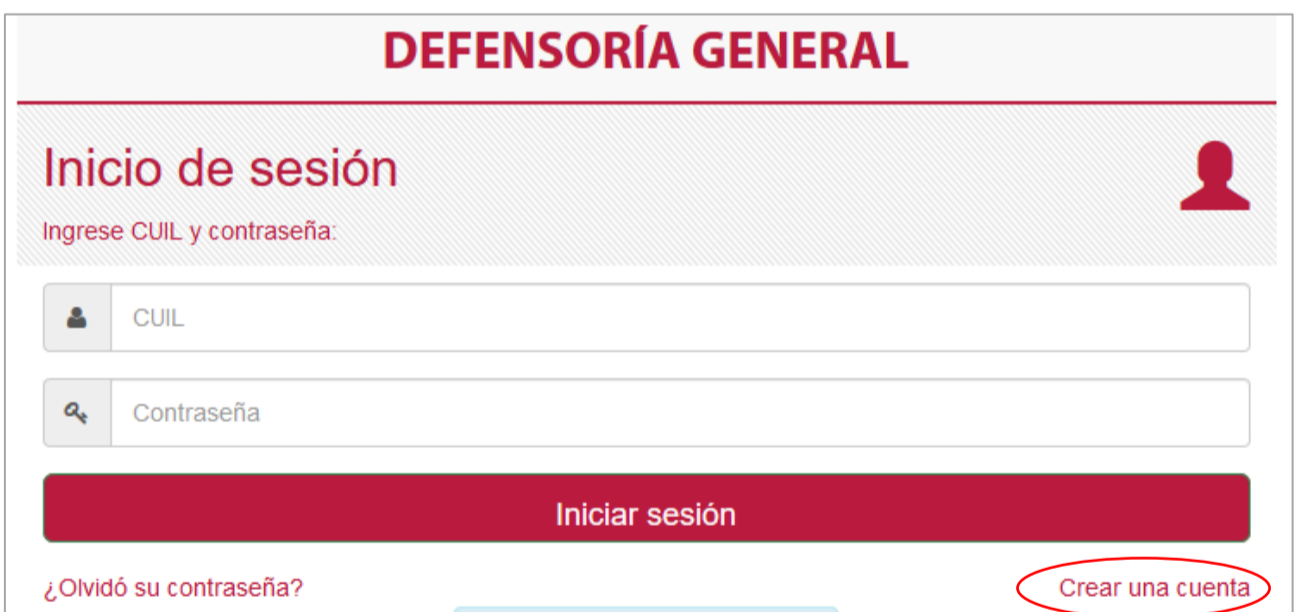 DEFENSORÍA GENERAL
Inicio de sesión
Ingrese CUIL y contraseña:
CUIL
Contraseña
Iniciar sesión
¿Olvidó su contraseña?
Crear una cuenta